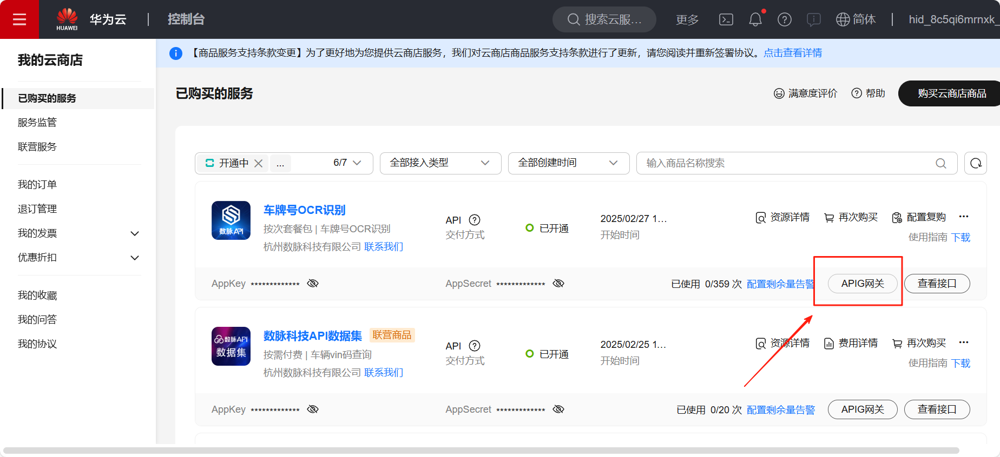 HUAWEI
华为云
控制台
搜索云服...
更多
简体
hid_8c5qi6mrnxk_
我的云商店
已购买的服务
服务监管
联营服务
我的订单
退订管理
我的发票
优惠折扣
我的收藏
我的问答
我的协议
【商品服务支持条款变更】为了更好地为您提供云商店服务，我们对云商店商品服务支持条款进行了更新，请您阅读并重新签署协议。点击查看详情
已购买的服务
满意度评价
帮助
购买云商店商品
开通中
...
6/7
全部接入类型
全部创建时间
输入商品名称搜索
数脉API
车牌号OCR识别
按次套餐包 | 车牌号OCR识别
杭州数脉科技有限公司 联系我们
API
交付方式
已开通
2025/02/27 1...
开始时间
资源详情
再次购买
配置复购
...
使用指南 下载
AppKey *************
AppSecret *************
已使用 0/359 次 配置剩余量告警
APIG网关
查看接口
数脉API
数据集
数脉科技API数据集
联营商品
按需付费 | 车辆vin码查询
杭州数脉科技有限公司 联系我们
API
交付方式
已开通
2025/02/25 1...
开始时间
资源详情
费用详情
再次购买
...
使用指南 下载
AppKey *************
AppSecret *************
已使用 0/20 次 配置剩余量告警
APIG网关
查看接口